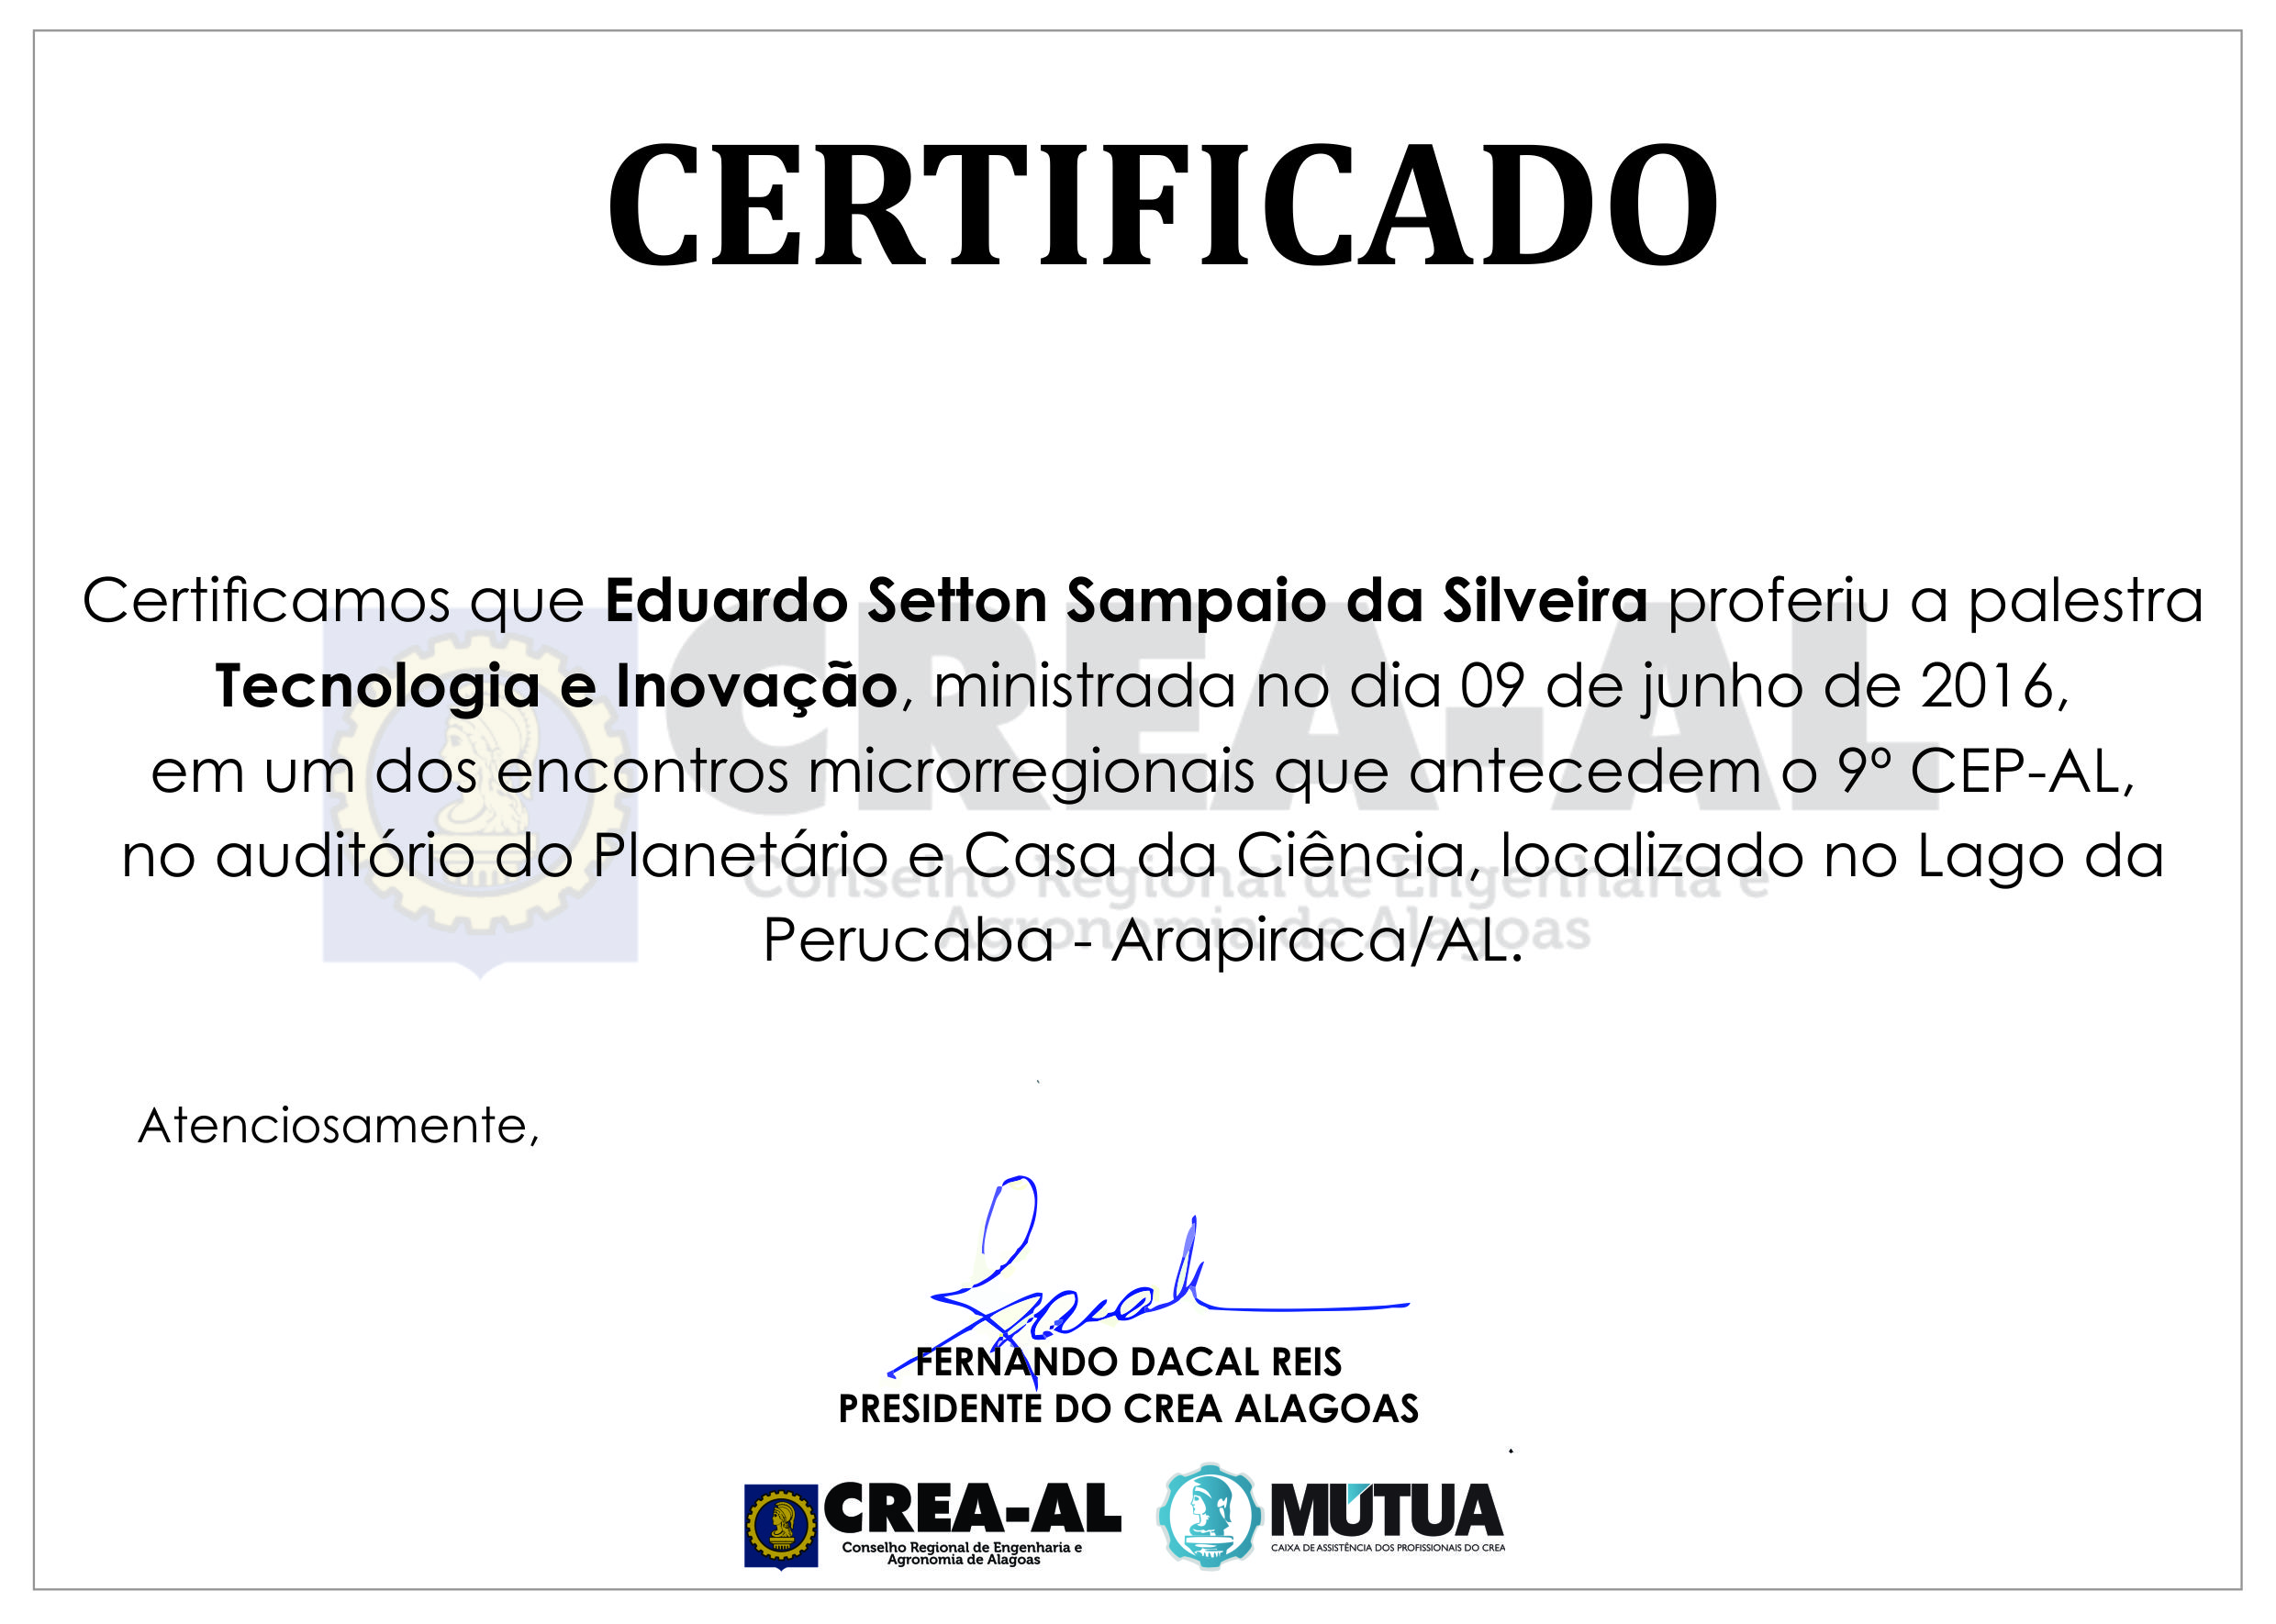 CERTIFICADO
Certificamos que Eduardo Setton Sampaio da Silveira proferiu a palestra
Tecnologia e Inovação, ministrada no dia 09 de junho de 2016,
em um dos encontros microrregionais que antecedem o 9º CEP-AL,
no auditório do Planetário e Casa da Ciência, localizado no Lago da
Perucaba - Arapiraca/AL.
CREA-AL
Conselho Regional de Engenharia e
Agronomia de Alagoas
Atenciosamente,
FERNANDO DACAL REIS
PRESIDENTE DO CREA ALAGOAS
CREA-AL
Conselho Regional de Engenharia e
Agronomia de Alagoas
MÚTUA
CAIXA DE ASSISTÊNCIA DOS PROFISSIONAIS DO CREA